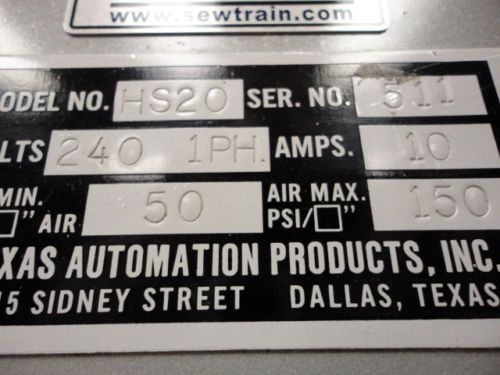 www.sewtrain.com
ODEL NO. HS20 SER. NO. 511
LTS 240 1PH. AMPS. 10
MIN. AIR MAX.
□" AIR 50 PSI/□" 150
XAS AUTOMATION PRODUCTS, INC.
15 SIDNEY STREET DALLAS, TEXAS